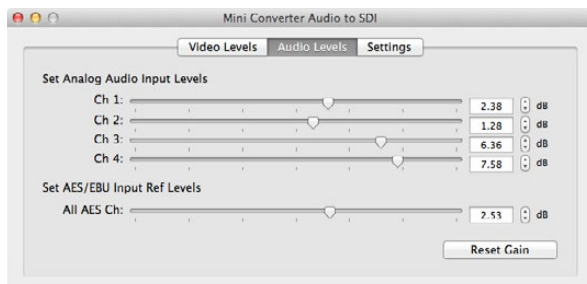 Mini Converter Audio to SDI
Video Levels Audio Levels Settings
Set Analog Audio Input Levels
Ch 1: 2.38 dB
Ch 2: 1.28 dB
Ch 3: 6.36 dB
Ch 4: 7.58 dB
Set AES/EBU Input Ref Levels
All AES Ch: 2.53 dB
Reset Gain